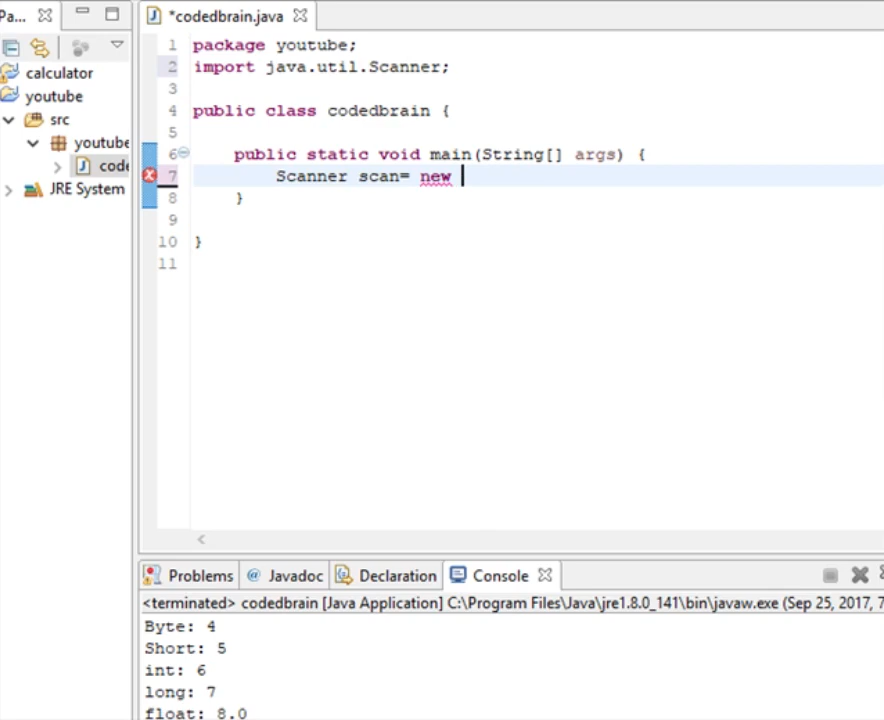 Pa...
*codedbrain.java
calculator
youtube
src
youtube
code
JRE System
1 package youtube;
2 import java.util.Scanner;
3
4 public class codedbrain {
5
6 public static void main(String[] args) {
7 Scanner scan= new
8 }
9
10 }
11
Problems @ Javadoc Declaration Console
<terminated> codedbrain [Java Application] C:\Program Files\Java\jre1.8.0_141\bin\javaw.exe (Sep 25, 2017, 7
Byte: 4
Short: 5
int: 6
long: 7
float: 8.0